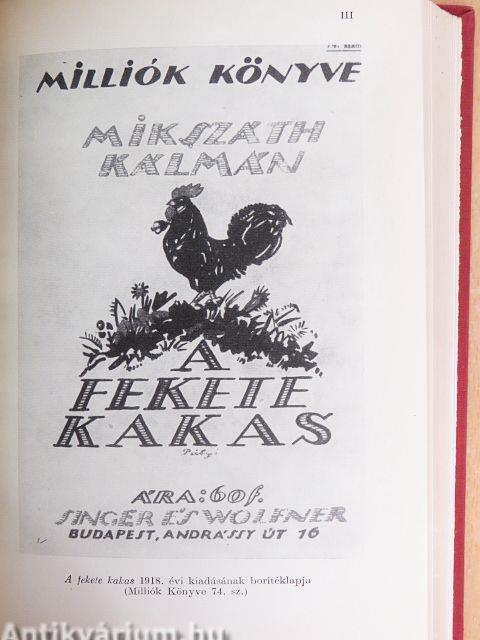 III
MILLIÓK KÖNYVE
MIKSZÁTH
KÁLMÁN
A
FEKETE
KAKAS
ÁRA: 60 f.
SINGER ÉS WOLFNER
BUDAPEST, ANDRÁSSY ÚT 16
A fekete kakas 1918. évi kiadásának borítéklapja
(Milliók Könyve 74. sz.)
Antikvárium.hu